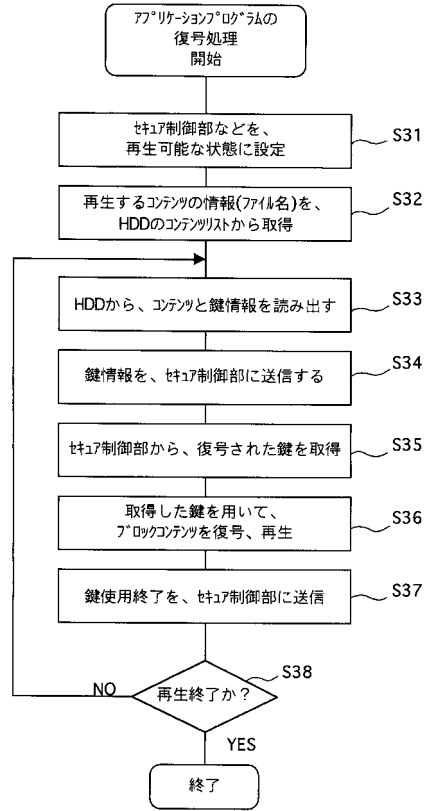 アプリケーションプログラムの
復号処理
開始
セキュア制御部などを、
再生可能な状態に設定
S31
再生するコンテンツの情報(ファイル名)を、
HDDのコンテンツリストから取得
S32
HDDから、コンテンツと鍵情報を読み出す
S33
鍵情報を、セキュア制御部に送信する
S34
セキュア制御部から、復号された鍵を取得
S35
取得した鍵を用いて、
ブロックコンテンツを復号、再生
S36
鍵使用終了を、セキュア制御部に送信
S37
再生終了か?
S38
NO
YES
終了